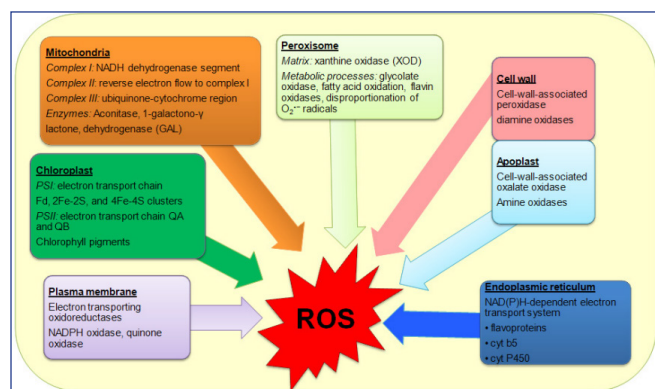 Mitochondria
Complex I: NADH dehydrogenase segment
Complex II: reverse electron flow to complex I
Complex III: ubiquinone-cytochrome region
Enzymes: Aconitase, 1-galactono-γ
lactone, dehydrogenase (GAL)
Peroxisome
Matrix: xanthine oxidase (XOD)
Metabolic processes: glycolate
oxidase, fatty acid oxidation, flavin
oxidases, disproportionation of
O₂•− radicals
Cell wall
Cell-wall-associated
peroxidase
diamine oxidases
Chloroplast
PSI: electron transport chain
Fd, 2Fe-2S, and 4Fe-4S clusters
PSII: electron transport chain QA
and QB
Chlorophyll pigments
Apoplast
Cell-wall-associated
oxalate oxidase
Amine oxidases
Plasma membrane
Electron transporting
oxidoreductases
NADPH oxidase, quinone
oxidase
ROS
Endoplasmic reticulum
NAD(P)H-dependent electron
transport system
• flavoproteins
• cyt b5
• cyt P450